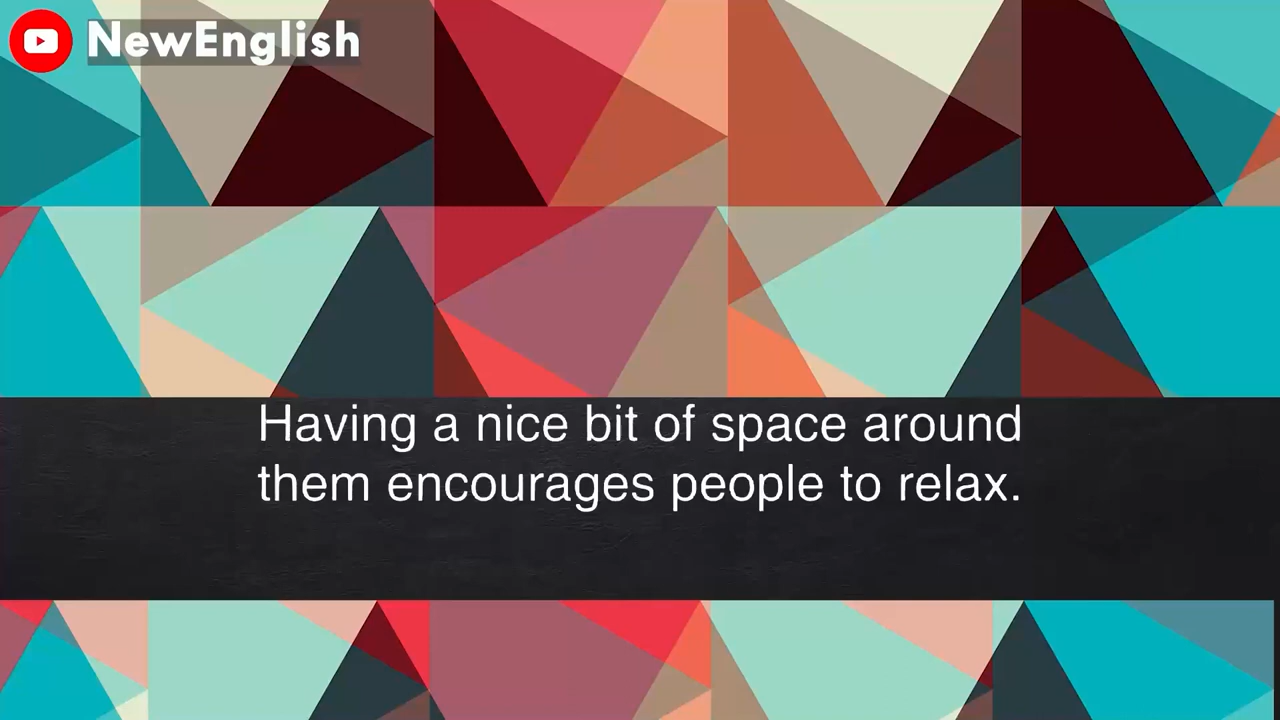 NewEnglish
Having a nice bit of space around
them encourages people to relax.